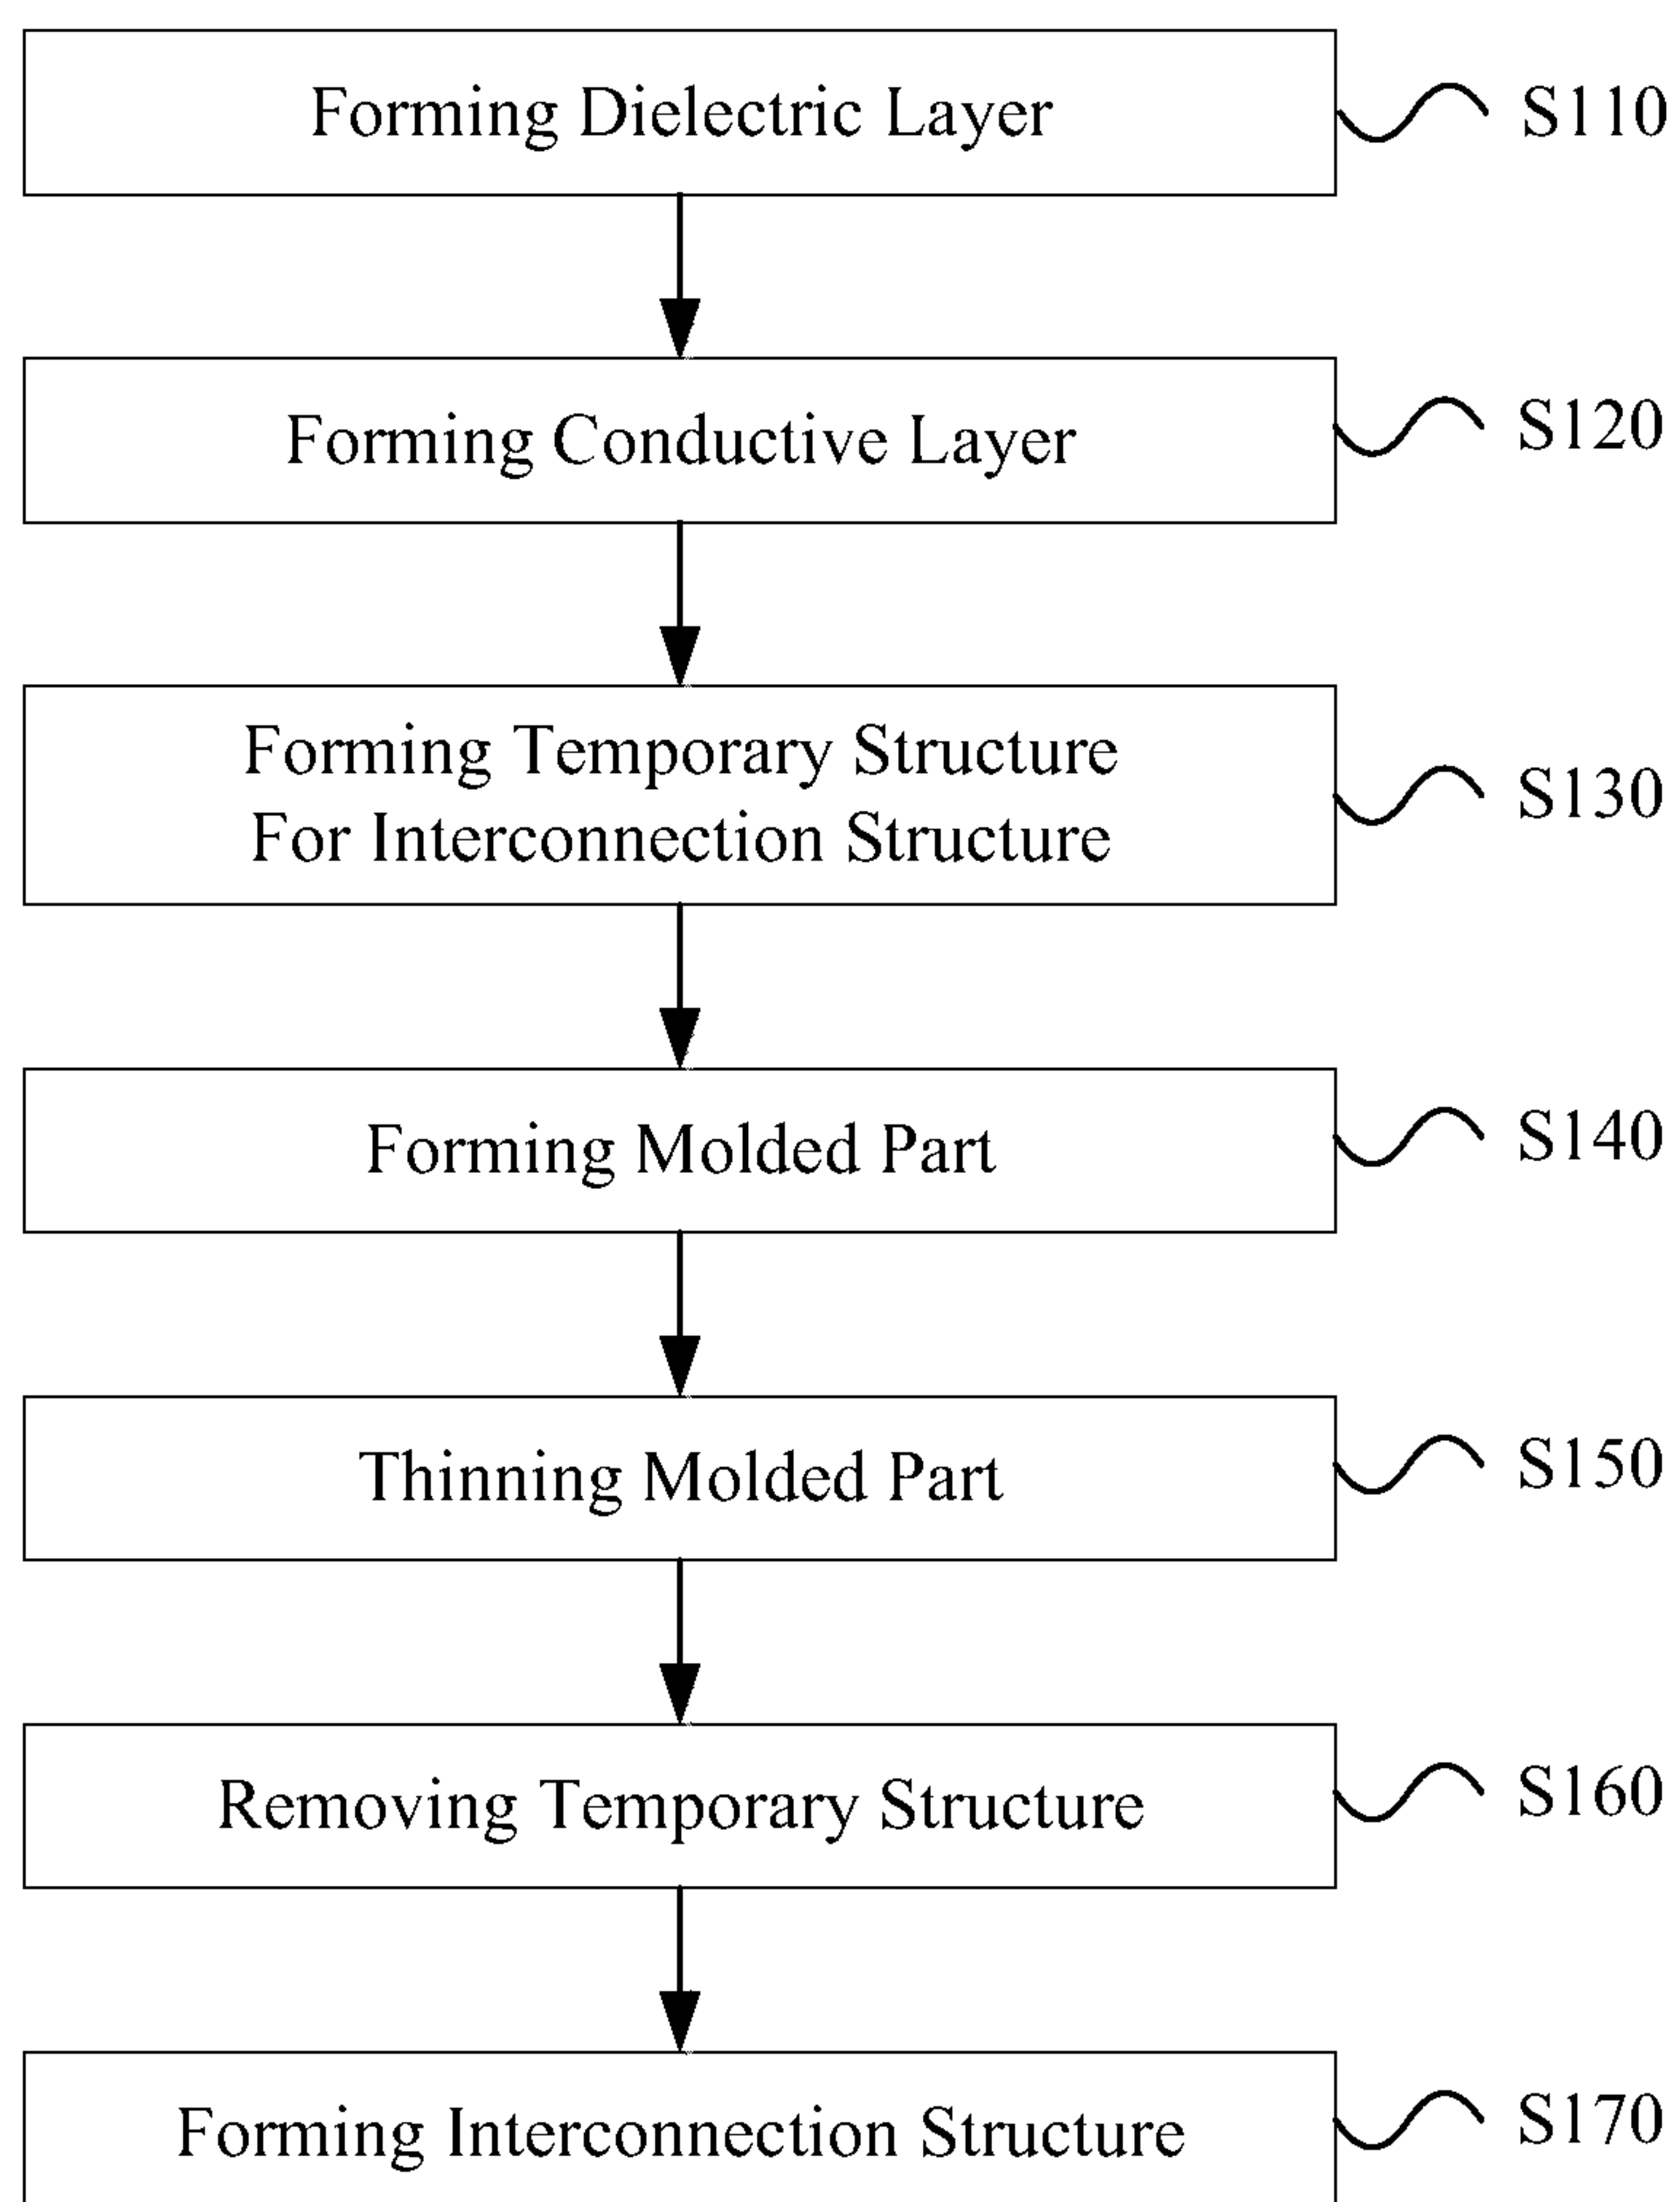 Forming Dielectric Layer
S110
Forming Conductive Layer
S120
Forming Temporary Structure
For Interconnection Structure
S130
Forming Molded Part
S140
Thinning Molded Part
S150
Removing Temporary Structure
S160
Forming Interconnection Structure
S170